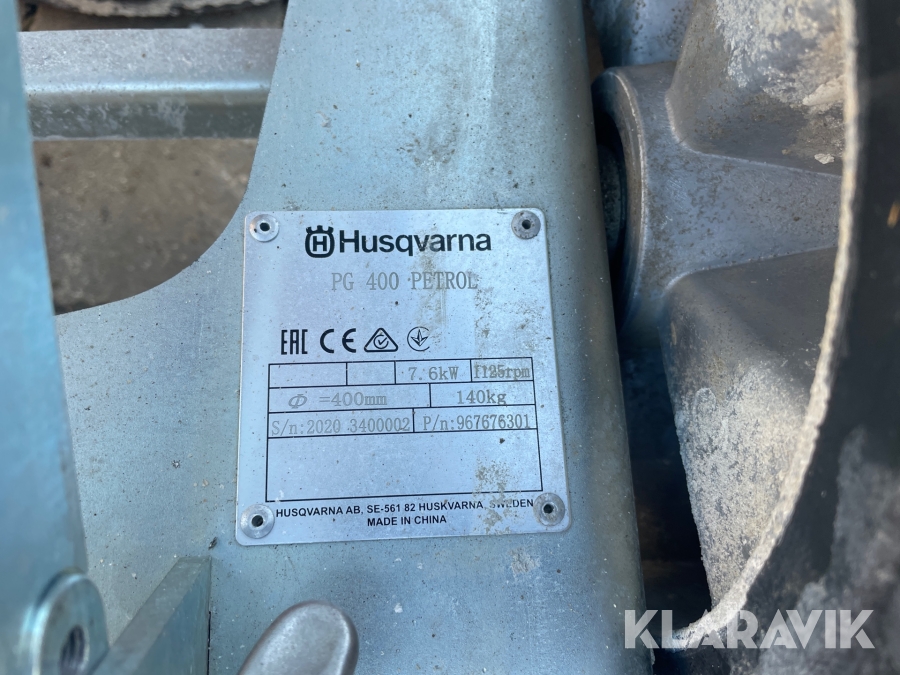 Husqvarna
PG 400 PETROL
EAC CE
7.6kW 1125rpm
Φ =400mm 140kg
S/n:2020 3400002 P/n:967676301
HUSQVARNA AB, SE-561 82 HUSKVARNA, SWEDEN
MADE IN CHINA
KLARAVIK